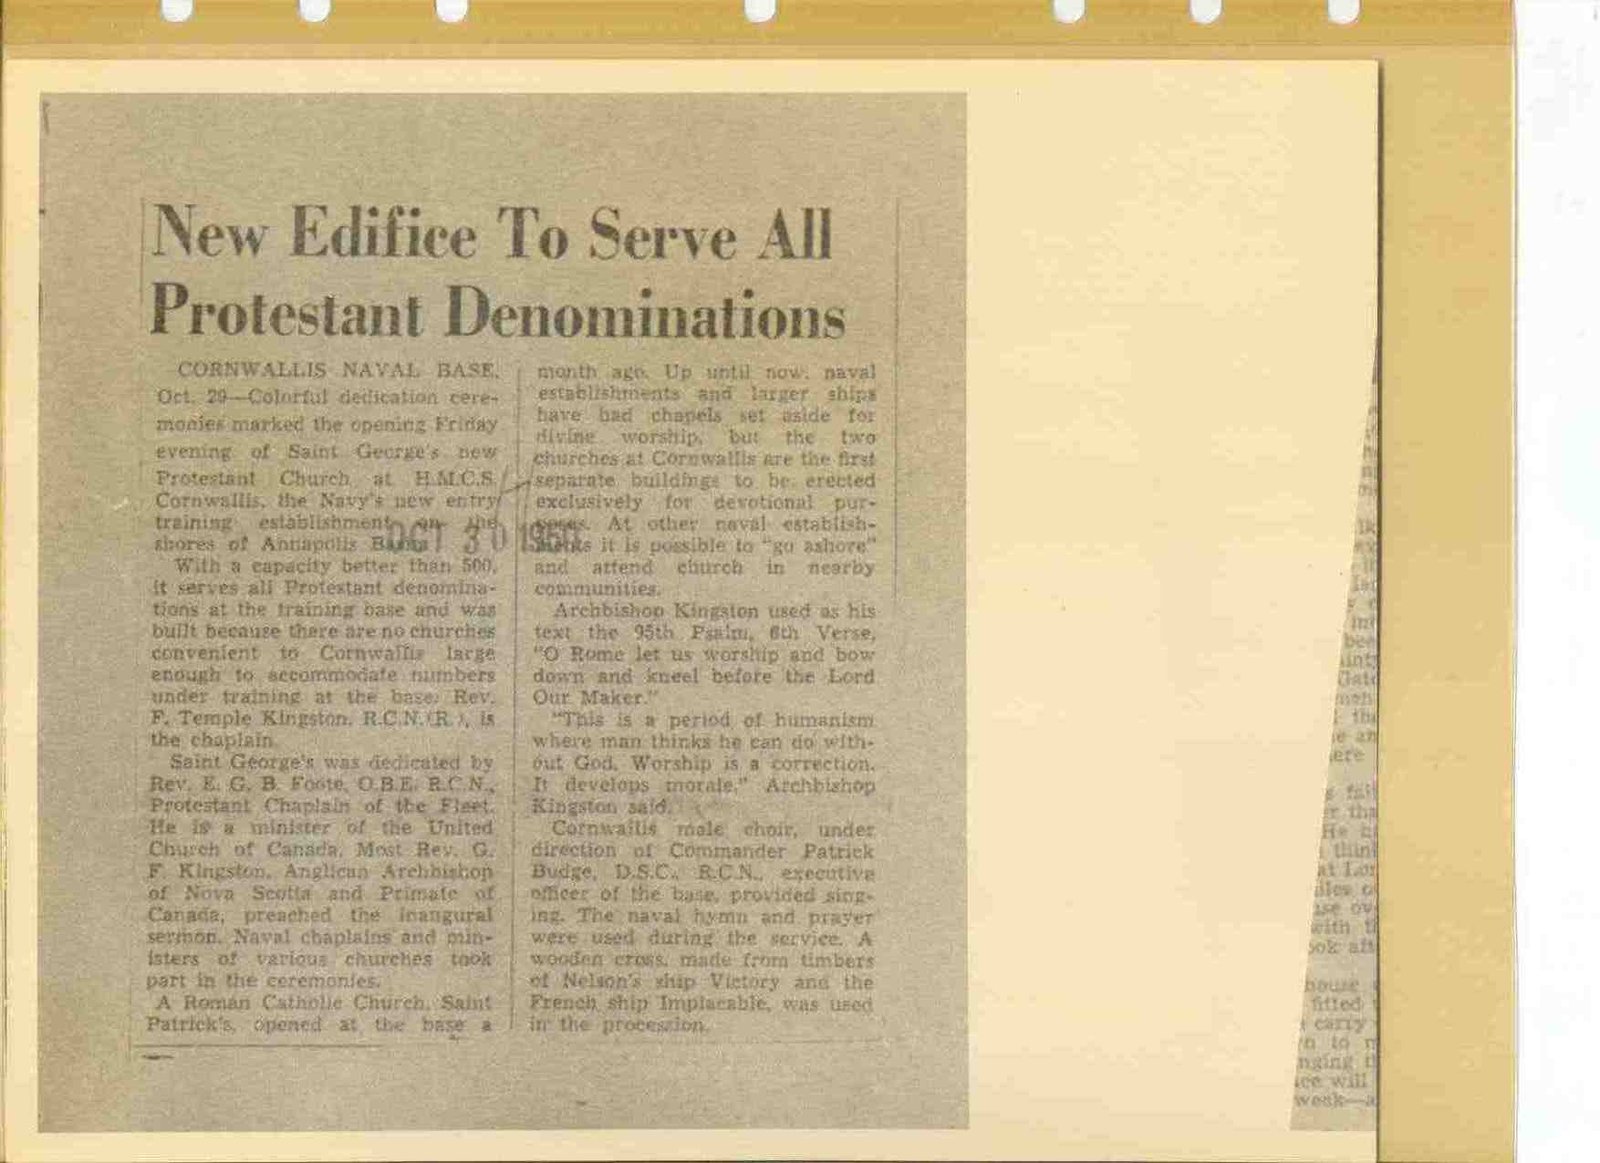 New Edifice To Serve All
Protestant Denominations
CORNWALLIS NAVAL BASE,
Oct. 29—Colorful dedication cere-
monies marked the opening Friday
evening of Saint George's new
Protestant Church at H.M.C.S.
Cornwallis, the Navy's new entry
training establishment on the
shores of Annapolis
OCT 30 1950
With a capacity better than 500,
it serves all Protestant denomina-
tions at the training base and was
built because there are no churches
convenient to Cornwallis large
enough to accommodate numbers
under training at the base. Rev.
F. Temple Kingston, R.C.N.(R.), is
the chaplain.
Saint George's was dedicated by
Rev. E. G. B. Foote, O.B.E. R.C.N.,
Protestant Chaplain of the Fleet.
He is a minister of the United
Church of Canada. Most Rev. G.
F. Kingston, Anglican Archbishop
of Nova Scotia and Primate of
Canada, preached the inaugural
sermon. Naval chaplains and min-
isters of various churches took
part in the ceremonies.
A Roman Catholic Church, Saint
Patrick's, opened at the base a
month ago. Up until now, naval
establishments and larger ships
have had chapels set aside for
divine worship, but the two
churches at Cornwallis are the first
separate buildings to be erected
exclusively for devotional pur-
poses. At other naval establish-
ments it is possible to "go ashore"
and attend church in nearby
communities.
Archbishop Kingston used as his
text the 95th Psalm, 6th Verse,
"O Rome let us worship and bow
down and kneel before the Lord
Our Maker."
"This is a period of humanism
where man thinks he can do with-
out God. Worship is a correction.
It develops morale," Archbishop
Kingston said.
Cornwallis male choir, under
direction of Commander Patrick
Budge, D.S.C., R.C.N., executive
officer of the base, provided sing-
ing. The naval hymn and prayer
were used during the service. A
wooden cross, made from timbers
of Nelson's ship Victory and the
French ship Implacable, was used
in the procession.